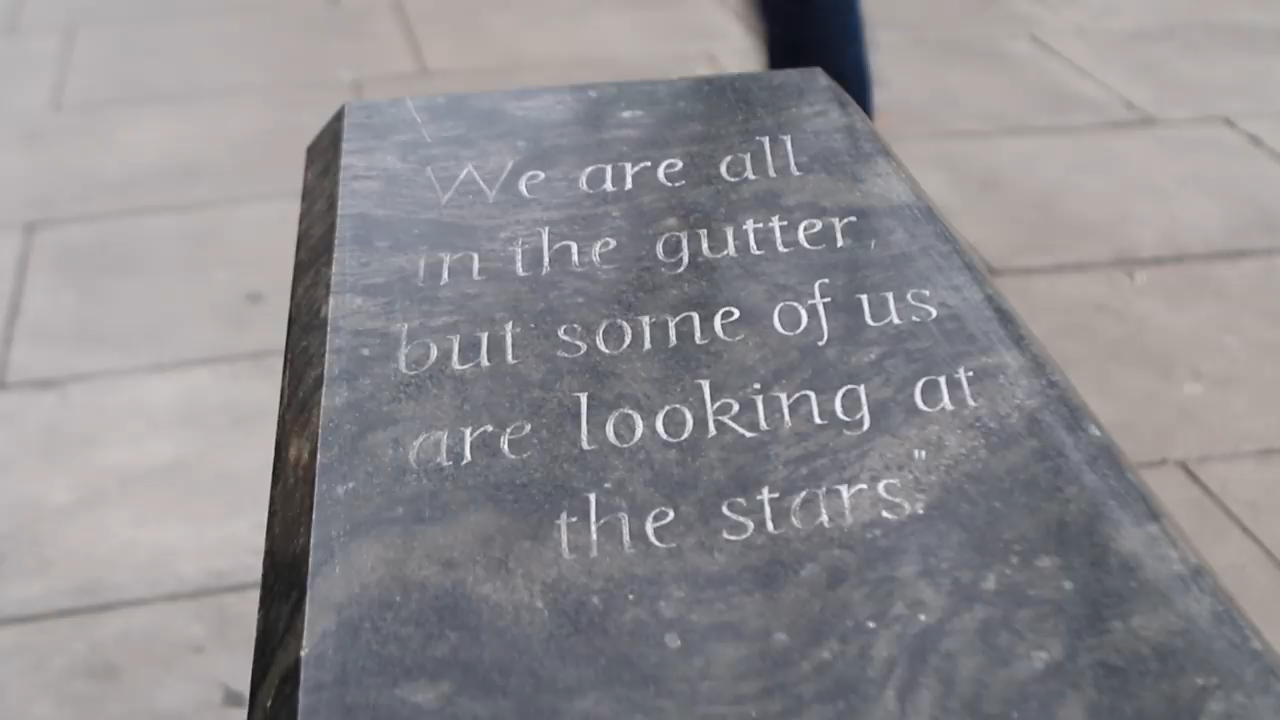 We are all
in the gutter,
but some of us
are looking at
the stars."